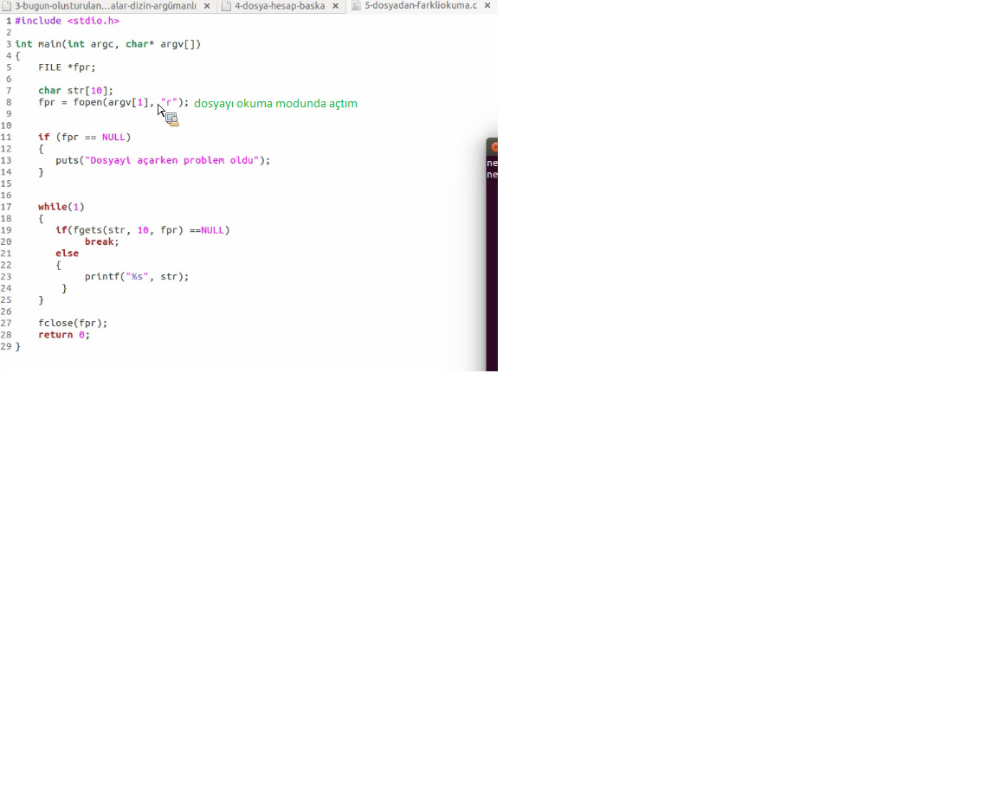 3-bugun-olusturulan...alar-dizin-argümanlı × 4-dosya-hesap-baska × 5-dosyadan-farkliokuma.c ×
1 #include <stdio.h>
2
3 int main(int argc, char* argv[])
4 {
5 FILE *fpr;
6
7 char str[10];
8 fpr = fopen(argv[1], "r"); dosyayı okuma modunda açtım
9
10
11 if (fpr == NULL)
12 {
13 puts("Dosyayi açarken problem oldu");
14 }
15
16
17 while(1)
18 {
19 if(fgets(str, 10, fpr) ==NULL)
20 break;
21 else
22 {
23 printf("%s", str);
24 }
25 }
26
27 fclose(fpr);
28 return 0;
29 }
ne
ne